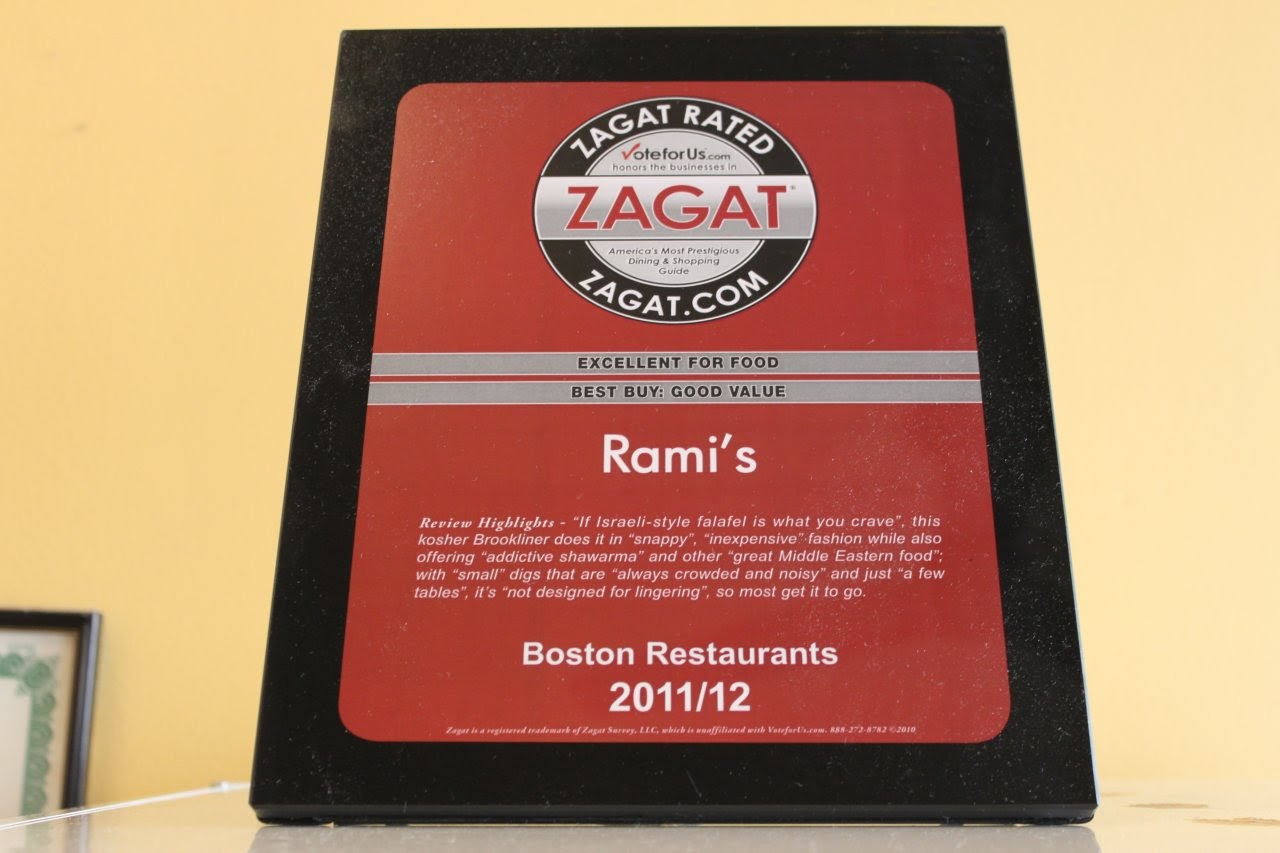 ZAGAT RATED
VoteforUs.com
honors the businesses in
ZAGAT®
America's Most Prestigious
Dining & Shopping
Guide
ZAGAT.COM
EXCELLENT FOR FOOD
BEST BUY: GOOD VALUE
Rami's
Review Highlights - "If Israeli-style falafel is what you crave", this
kosher Brookliner does it in "snappy", "inexpensive" fashion while also
offering "addictive shawarma" and other "great Middle Eastern food";
with "small" digs that are "always crowded and noisy" and just "a few
tables", it's "not designed for lingering", so most get it to go.
Boston Restaurants
2011/12
Zagat is a registered trademark of Zagat Survey, LLC, which is unaffiliated with VoteforUs.com. 888-272-8782 ©2010